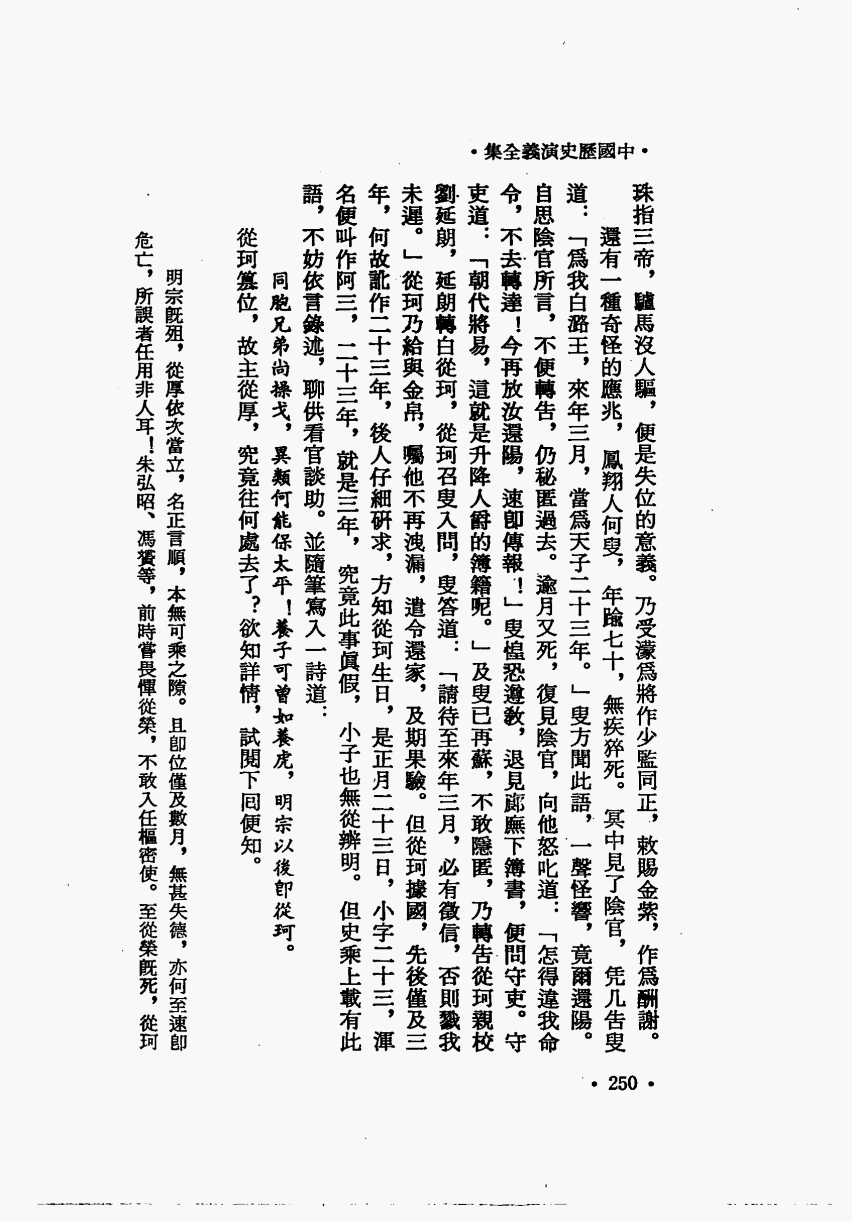 •中國歷史演義全集•
珠指三帝，驢馬沒人驅，便是失位的意義。乃受濛爲將作少監同正，敕賜金紫，作爲酬謝。
還有一種奇怪的應兆，鳳翔人何叟，年踰七十，無疾猝死。冥中見了陰官，凭几告叟
道：「爲我白潞王，來年三月，當爲天子二十三年。」叟方聞此語，一聲怪響，竟爾還陽。
自思陰官所言，不便轉告，仍秘匿過去。逾月又死，復見陰官，向他怒叱道：「怎得違我命
令，不去轉達！今再放汝還陽，速卽傳報！」叟惶恐遵敎，退見廊廡下簿書，便問守吏。守
吏道：「朝代將易，這就是升降人爵的簿籍呢。」及叟已再蘇，不敢隱匿，乃轉告從珂親校
劉延朗，延朗轉白從珂，從珂召叟入問，叟答道：「請待至來年三月，必有徵信，否則戮我
未遲。」從珂乃給與金帛，囑他不再洩漏，遣令還家，及期果驗。但從珂據國，先後僅及三
年，何故訛作二十三年，後人仔細硏求，方知從珂生日，是正月二十三日，小字二十三，渾
名便叫作阿三，二十三年，就是三年，究竟此事眞假，小子也無從辨明。但史乘上載有此
語，不妨依言錄述，聊供看官談助。並隨筆寫入一詩道：
同胞兄弟尚操戈，異類何能保太平！養子可曾如養虎，明宗以後卽從珂。
從珂篡位，故主從厚，究竟往何處去了？欲知詳情，試閱下回便知。
明宗旣殂，從厚依次當立，名正言順，本無可乘之隙。且卽位僅及數月，無甚失德，亦何至速卽
危亡，所誤者任用非人耳！朱弘昭、馮贇等，前時嘗畏憚從榮，不敢入任樞密使。至從榮旣死，從珂
•250•